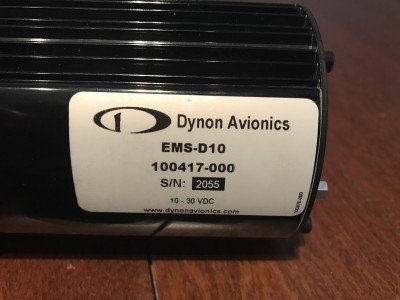 Dynon Avionics
EMS-D10
100417-000
S/N: 2055
10 - 30 VDC
www.dynonavionics.com